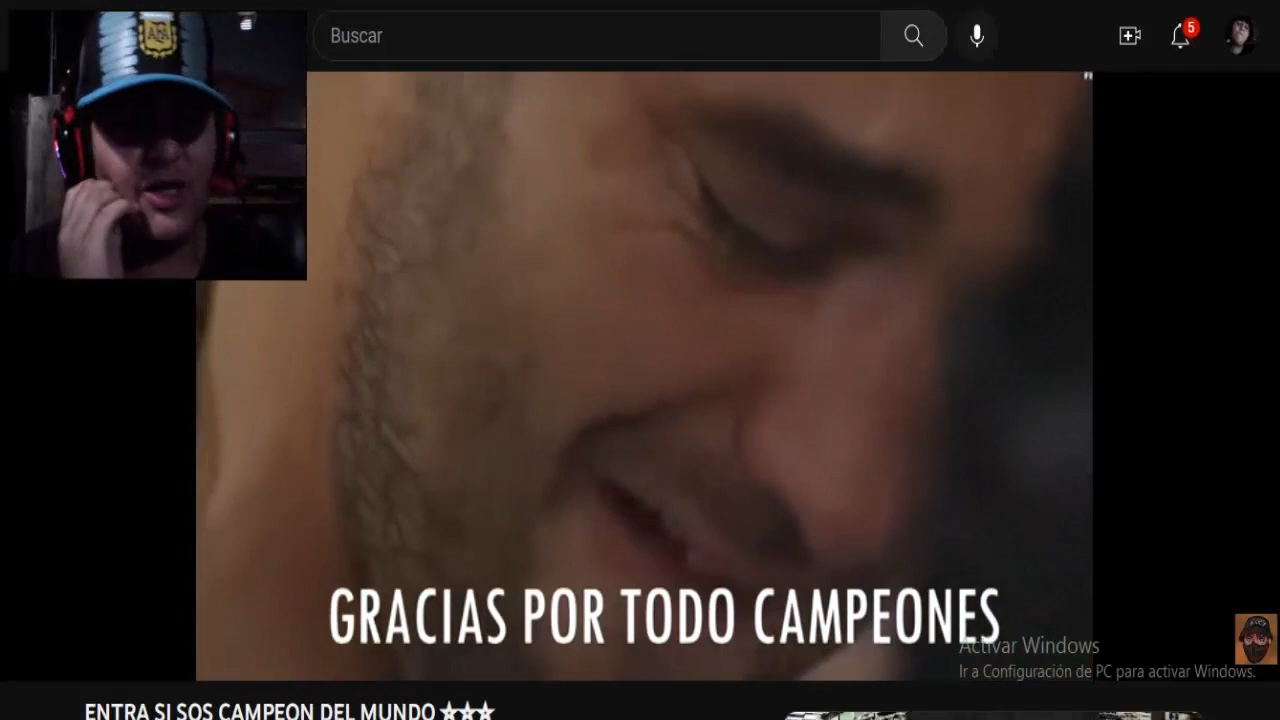 AFA
Buscar
5
GRACIAS POR TODO CAMPEONES
Activar Windows
Ir a Configuración de PC para activar Windows.
ENTRA SI SOS CAMPEON DEL MUNDO ★★★